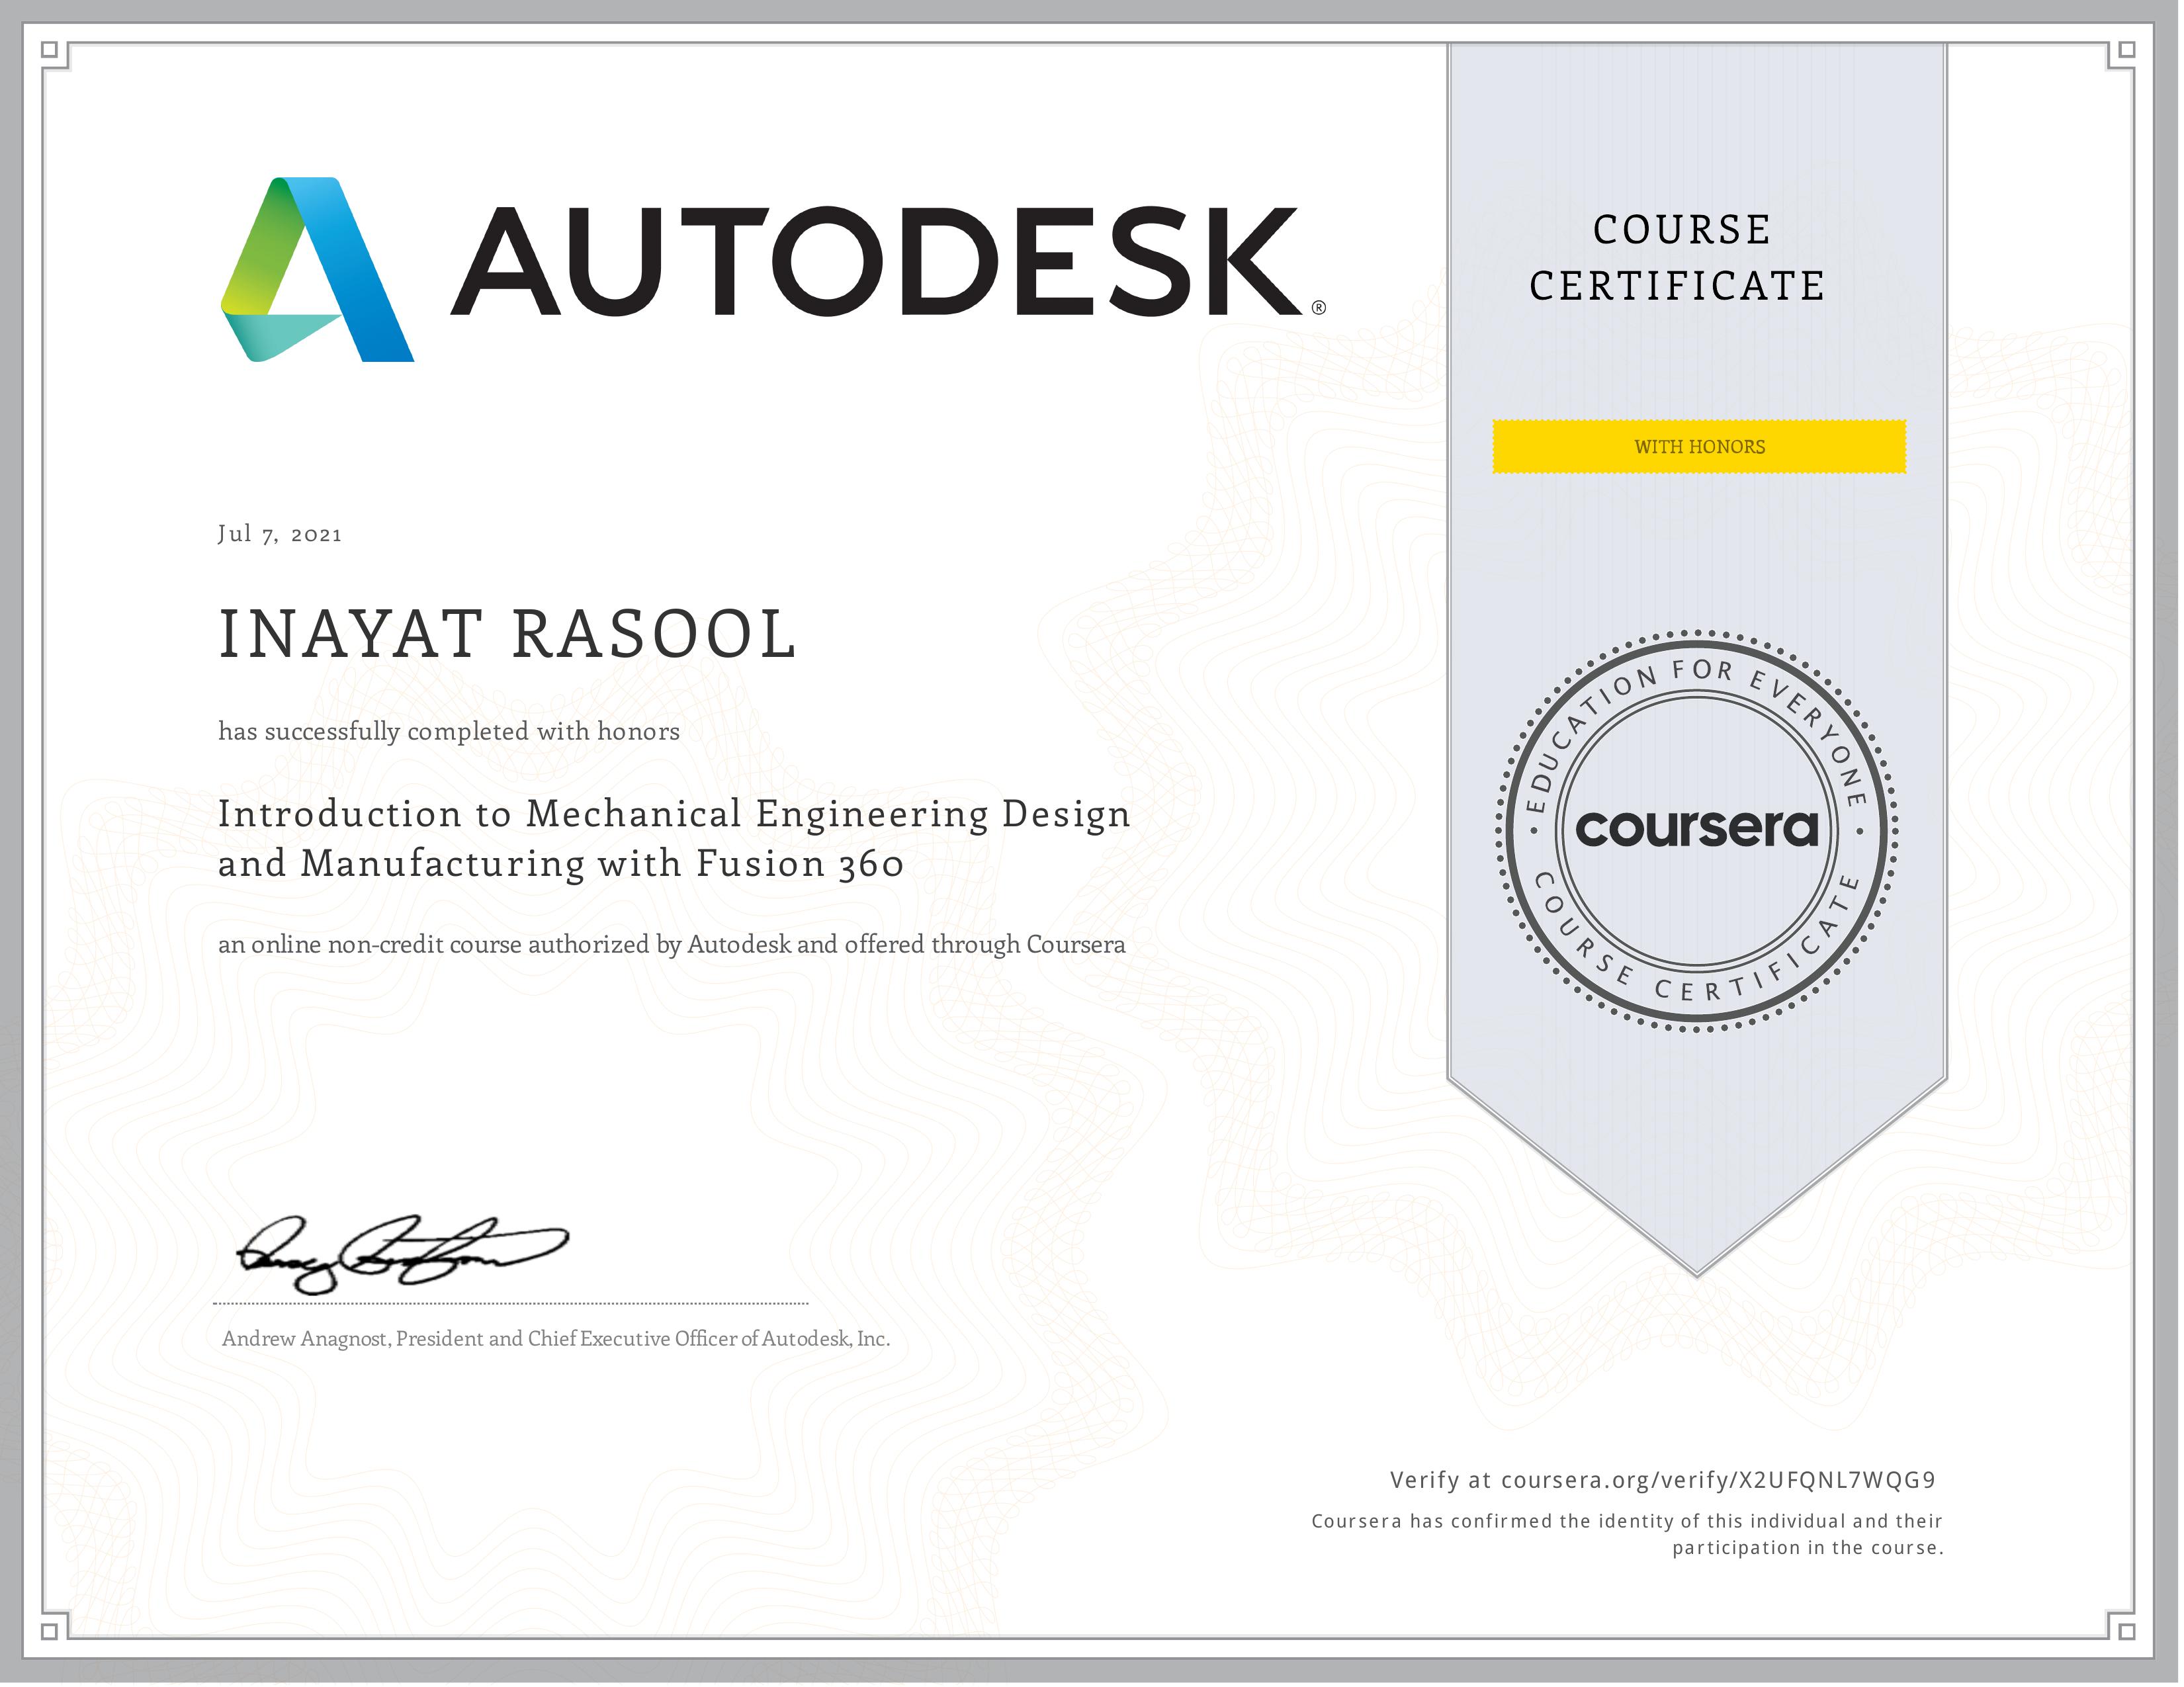 AUTODESK®
COURSE
CERTIFICATE
WITH HONORS
Jul 7, 2021
INAYAT RASOOL
has successfully completed with honors
Introduction to Mechanical Engineering Design
and Manufacturing with Fusion 360
an online non-credit course authorized by Autodesk and offered through Coursera
• EDUCATION FOR EVERYONE •
coursera
COURSE CERTIFICATE
Andrew Anagnost, President and Chief Executive Officer of Autodesk, Inc.
Verify at coursera.org/verify/X2UFQNL7WQG9
Coursera has confirmed the identity of this individual and their
participation in the course.